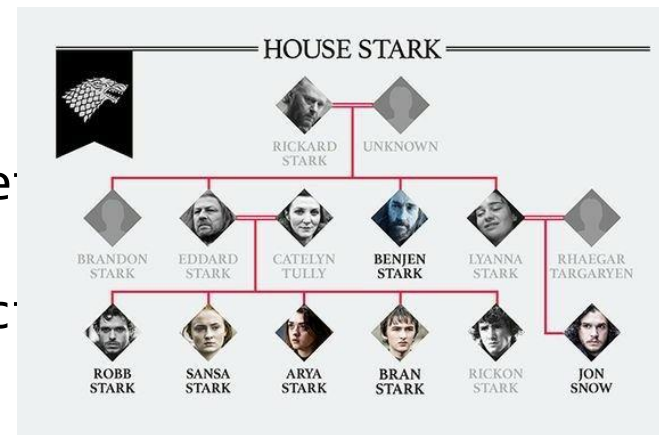 HOUSE STARK
RICKARD STARK
UNKNOWN
BRANDON STARK
EDDARD STARK
CATELYN TULLY
BENJEN STARK
LYANNA STARK
RHAEGAR TARGARYEN
ROBB STARK
SANSA STARK
ARYA STARK
BRAN STARK
RICKON STARK
JON SNOW